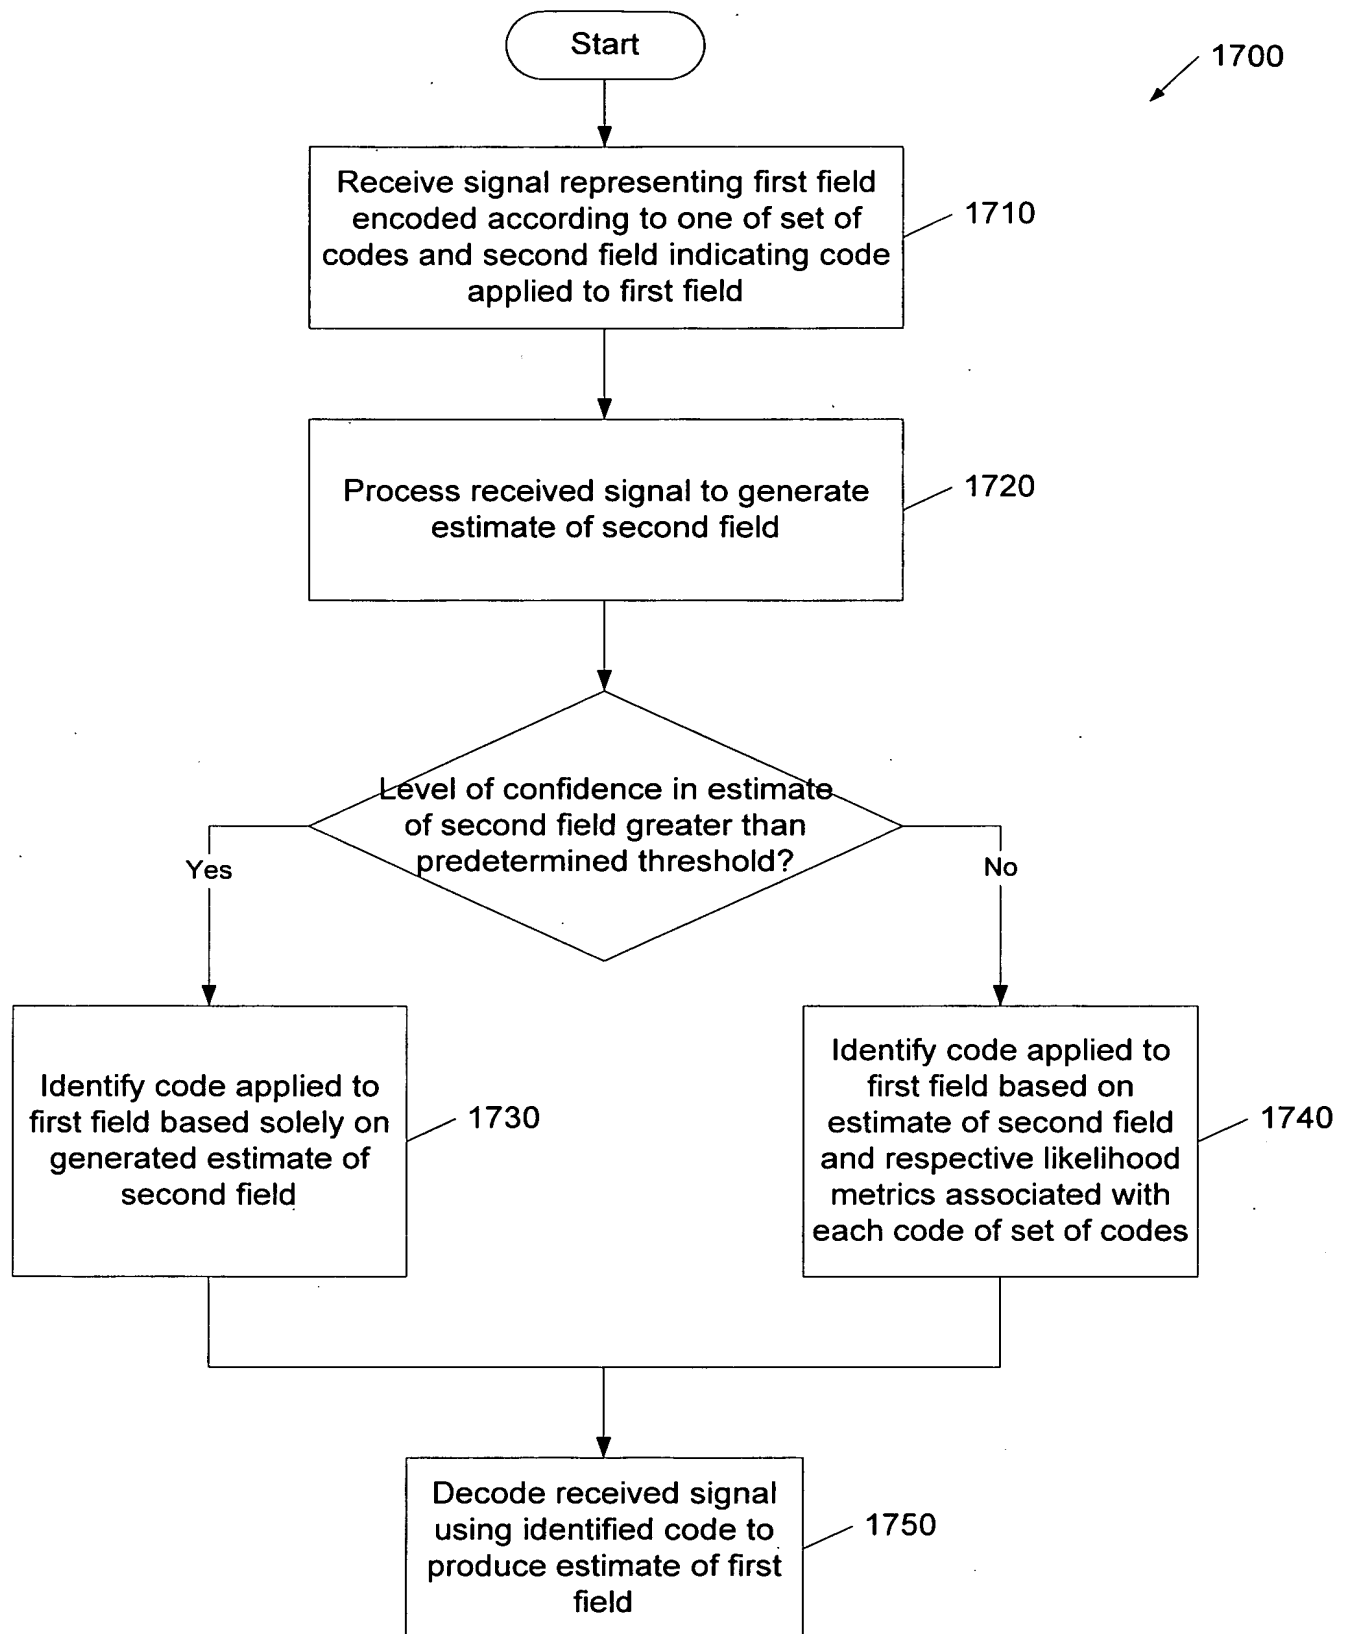 Start
1700
Receive signal representing first field
encoded according to one of set of
codes and second field indicating code
applied to first field
1710
Process received signal to generate
estimate of second field
1720
Level of confidence in estimate
of second field greater than
predetermined threshold?
Yes
No
Identify code applied to
first field based solely on
generated estimate of
second field
1730
Identify code applied to
first field based on
estimate of second field
and respective likelihood
metrics associated with
each code of set of codes
1740
Decode received signal
using identified code to
produce estimate of first
field
1750